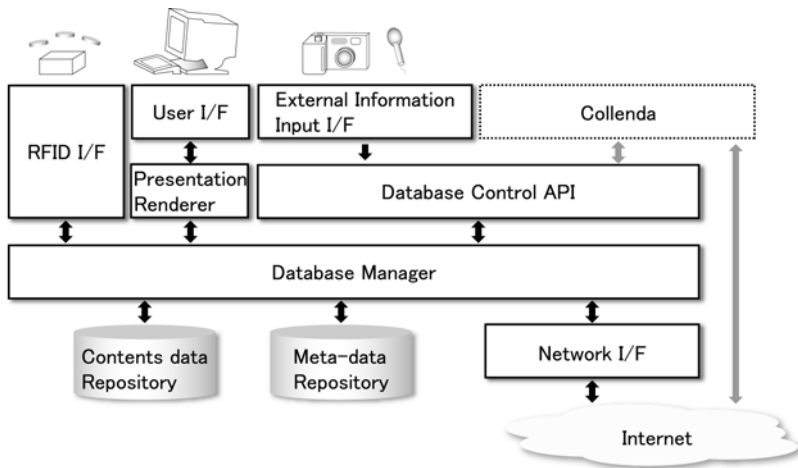 RFID I/F
User I/F
External Information
Input I/F
Collenda
Presentation
Renderer
Database Control API
Database Manager
Contents data
Repository
Meta-data
Repository
Network I/F
Internet